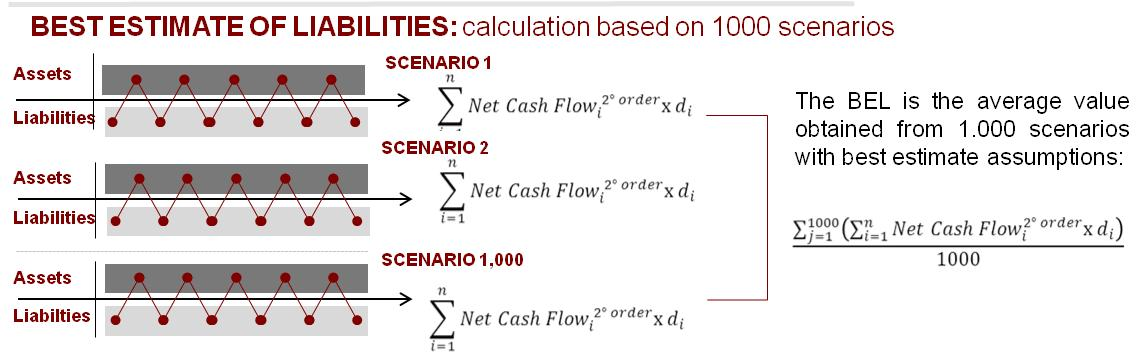 BEST ESTIMATE OF LIABILITIES: calculation based on 1000 scenarios
SCENARIO 1
Assets
Liabilities
n
∑ Net Cash Flow_i^{2° order} x d_i
SCENARIO 2
Assets
Liabilities
n
∑ Net Cash Flow_i^{2° order} x d_i
i=1
SCENARIO 1,000
Assets
Liabilties
n
∑ Net Cash Flow_i^{2° order} x d_i
i=1
The BEL is the average value
obtained from 1.000 scenarios
with best estimate assumptions:
∑_{j=1}^{1000}(∑_{i=1}^{n} Net Cash Flow_i^{2° order} x d_i)
1000